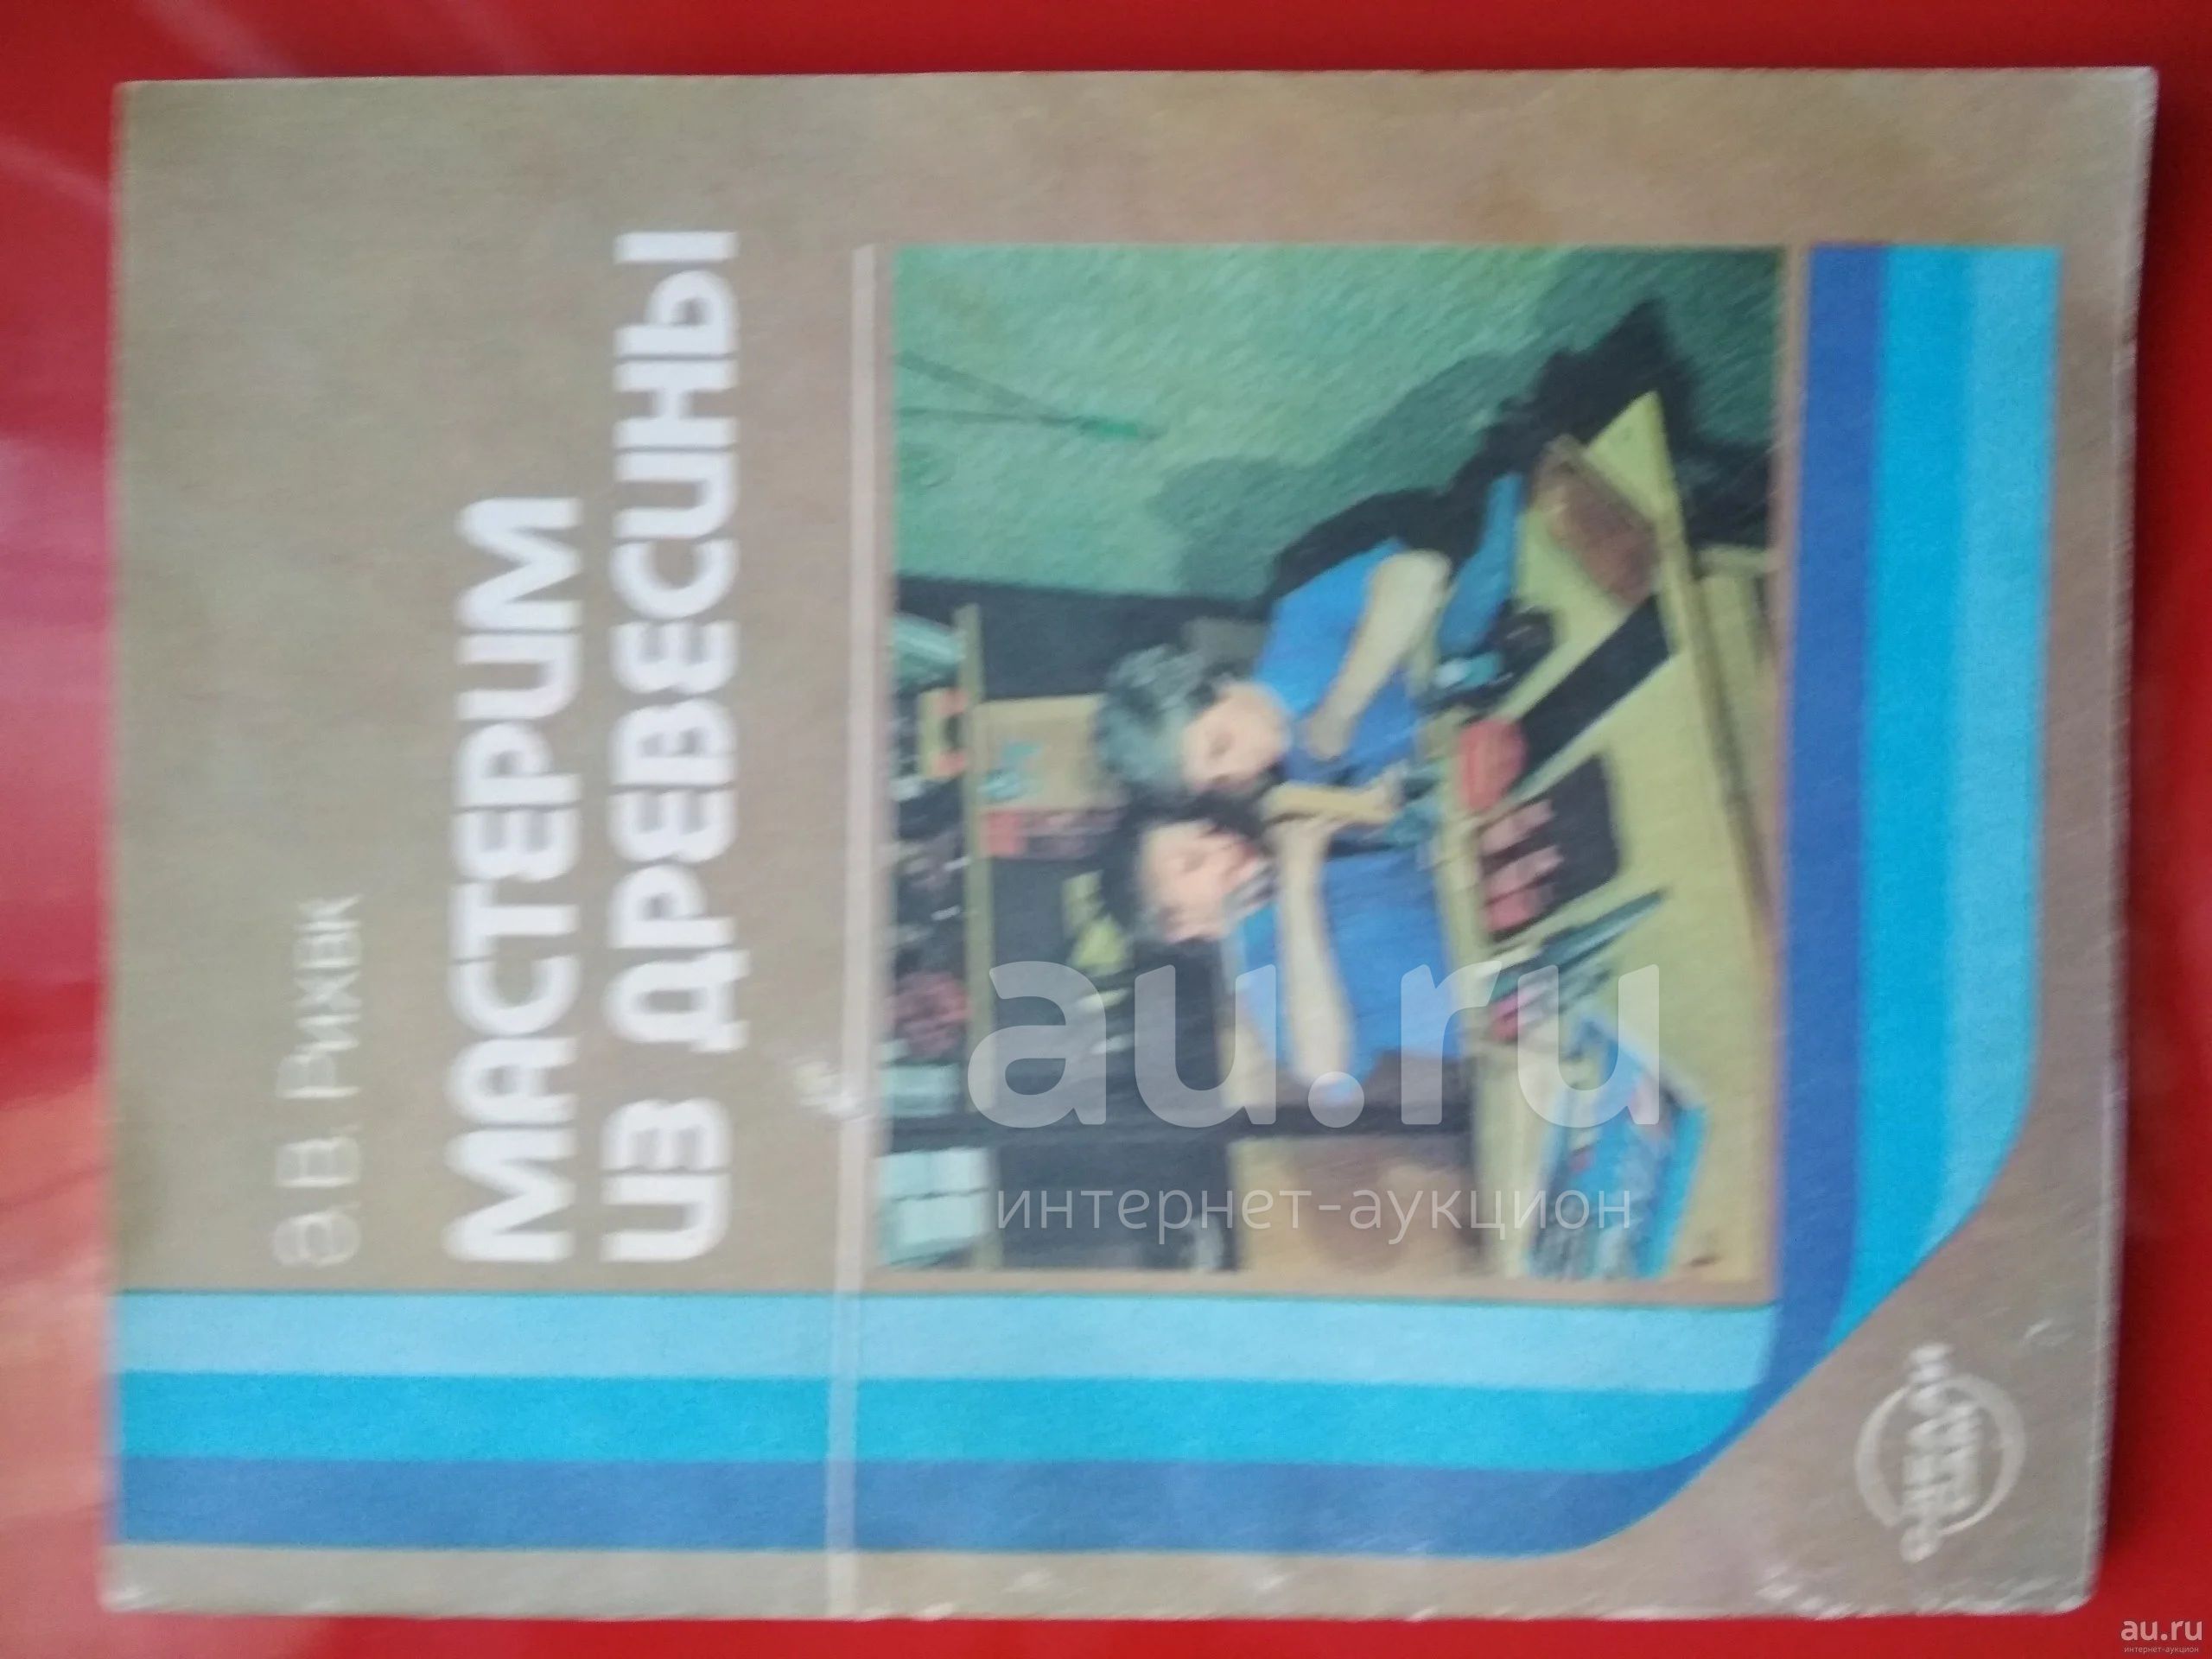 Э.В. Рихвк
МАСТЕРИМ
ИЗ ДРЕВЕСИНЫ
au.ru
интернет-аукцион
au.ru
интернет-аукцион